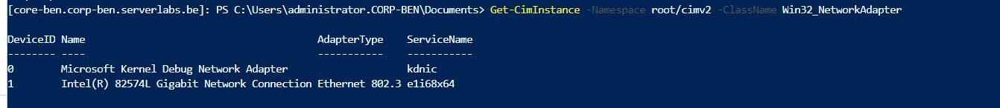 [core-ben.corp-ben.serverlabs.be]: PS C:\Users\administrator.CORP-BEN\Documents> Get-CimInstance -Namespace root/cimv2 -ClassName Win32_NetworkAdapter
DeviceID Name AdapterType ServiceName
-------- ---- ----------- -----------
0 Microsoft Kernel Debug Network Adapter kdnic
1 Intel(R) 82574L Gigabit Network Connection Ethernet 802.3 e1i68x64